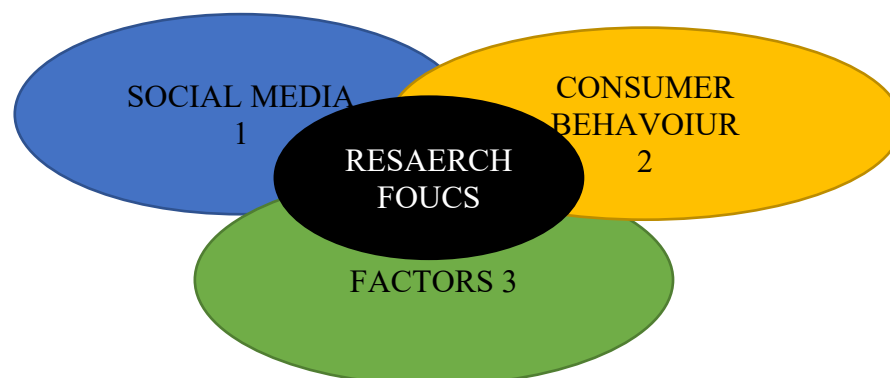 SOCIAL MEDIA
1
CONSUMER
BEHAVOIUR
2
RESAERCH
FOUCS
FACTORS 3